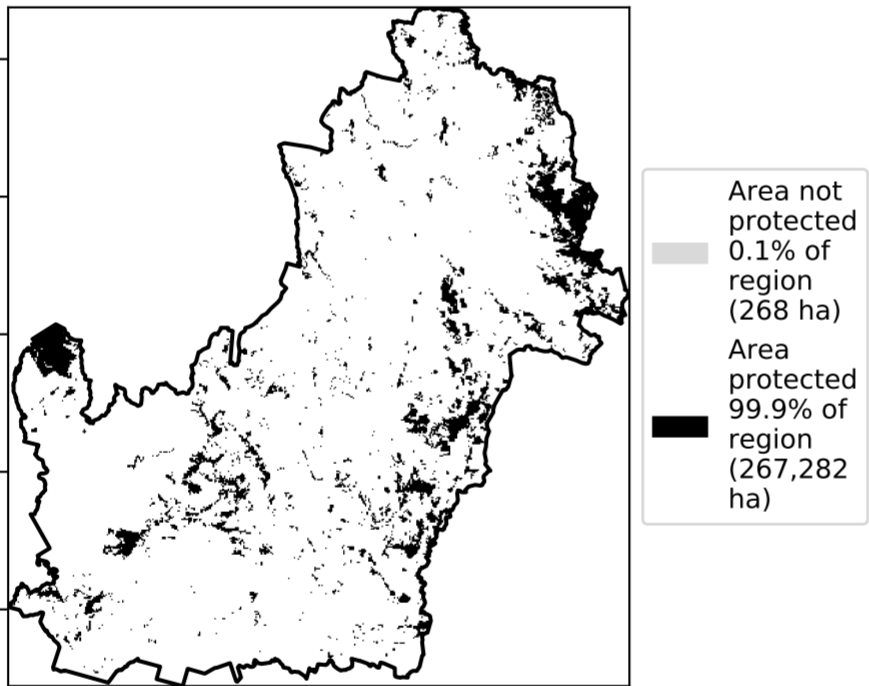 Area not
protected
0.1% of
region
(268 ha)
Area
protected
99.9% of
region
(267,282
ha)